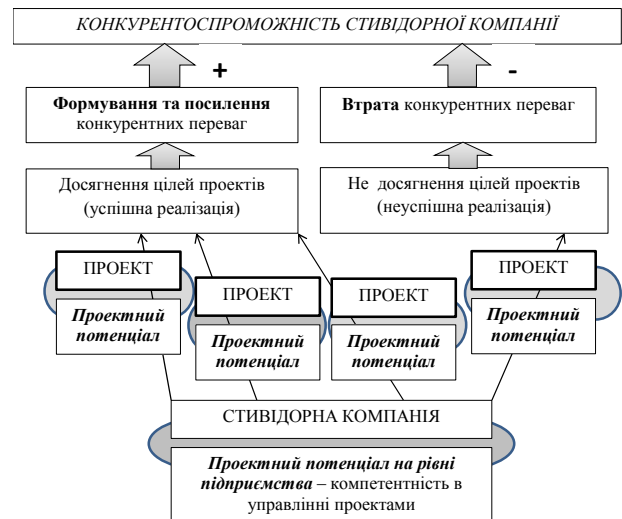 КОНКУРЕНТОСПРОМОЖНІСТЬ СТИВІДОРНОЇ КОМПАНІЇ
+
-
Формування та посилення
конкурентних переваг
Втрата конкурентних переваг
Досягнення цілей проектів
(успішна реалізація)
Не досягнення цілей проектів
(неуспішна реалізація)
ПРОЕКТ
Проектний
потенціал
ПРОЕКТ
Проектний
потенціал
ПРОЕКТ
Проектний
потенціал
ПРОЕКТ
Проектний
потенціал
СТИВІДОРНА КОМПАНІЯ
Проектний потенціал на рівні
підприємства – компетентність в
управлінні проектами